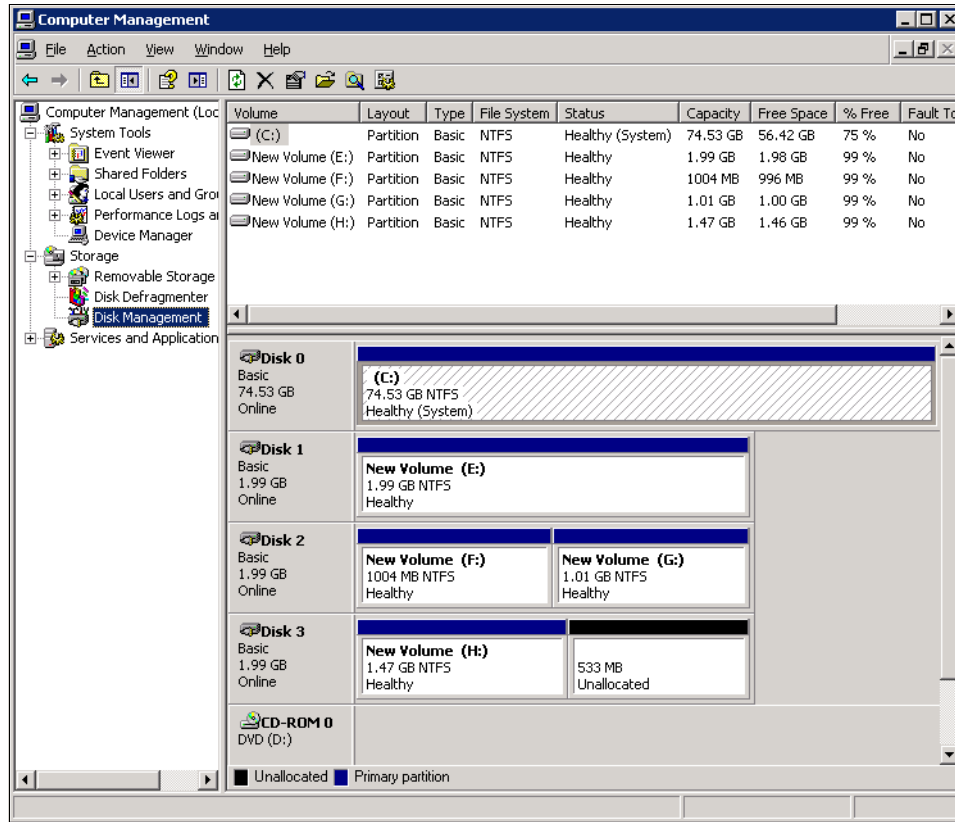 Computer Management
File Action View Window Help
Computer Management (Loc
System Tools
Event Viewer
Shared Folders
Local Users and Grou
Performance Logs a
Device Manager
Storage
Removable Storage
Disk Defragmenter
Disk Management
Services and Application
Volume Layout Type File System Status Capacity Free Space % Free Fault To
(C:) Partition Basic NTFS Healthy (System) 74.53 GB 56.42 GB 75 % No
New Volume (E:) Partition Basic NTFS Healthy 1.99 GB 1.98 GB 99 % No
New Volume (F:) Partition Basic NTFS Healthy 1004 MB 996 MB 99 % No
New Volume (G:) Partition Basic NTFS Healthy 1.01 GB 1.00 GB 99 % No
New Volume (H:) Partition Basic NTFS Healthy 1.47 GB 1.46 GB 99 % No
Disk 0
Basic
74.53 GB
Online
(C:)
74.53 GB NTFS
Healthy (System)
Disk 1
Basic
1.99 GB
Online
New Volume (E:)
1.99 GB NTFS
Healthy
Disk 2
Basic
1.99 GB
Online
New Volume (F:)
1004 MB NTFS
Healthy
New Volume (G:)
1.01 GB NTFS
Healthy
Disk 3
Basic
1.99 GB
Online
New Volume (H:)
1.47 GB NTFS
Healthy
533 MB
Unallocated
CD-ROM 0
DVD (D:)
Unallocated Primary partition